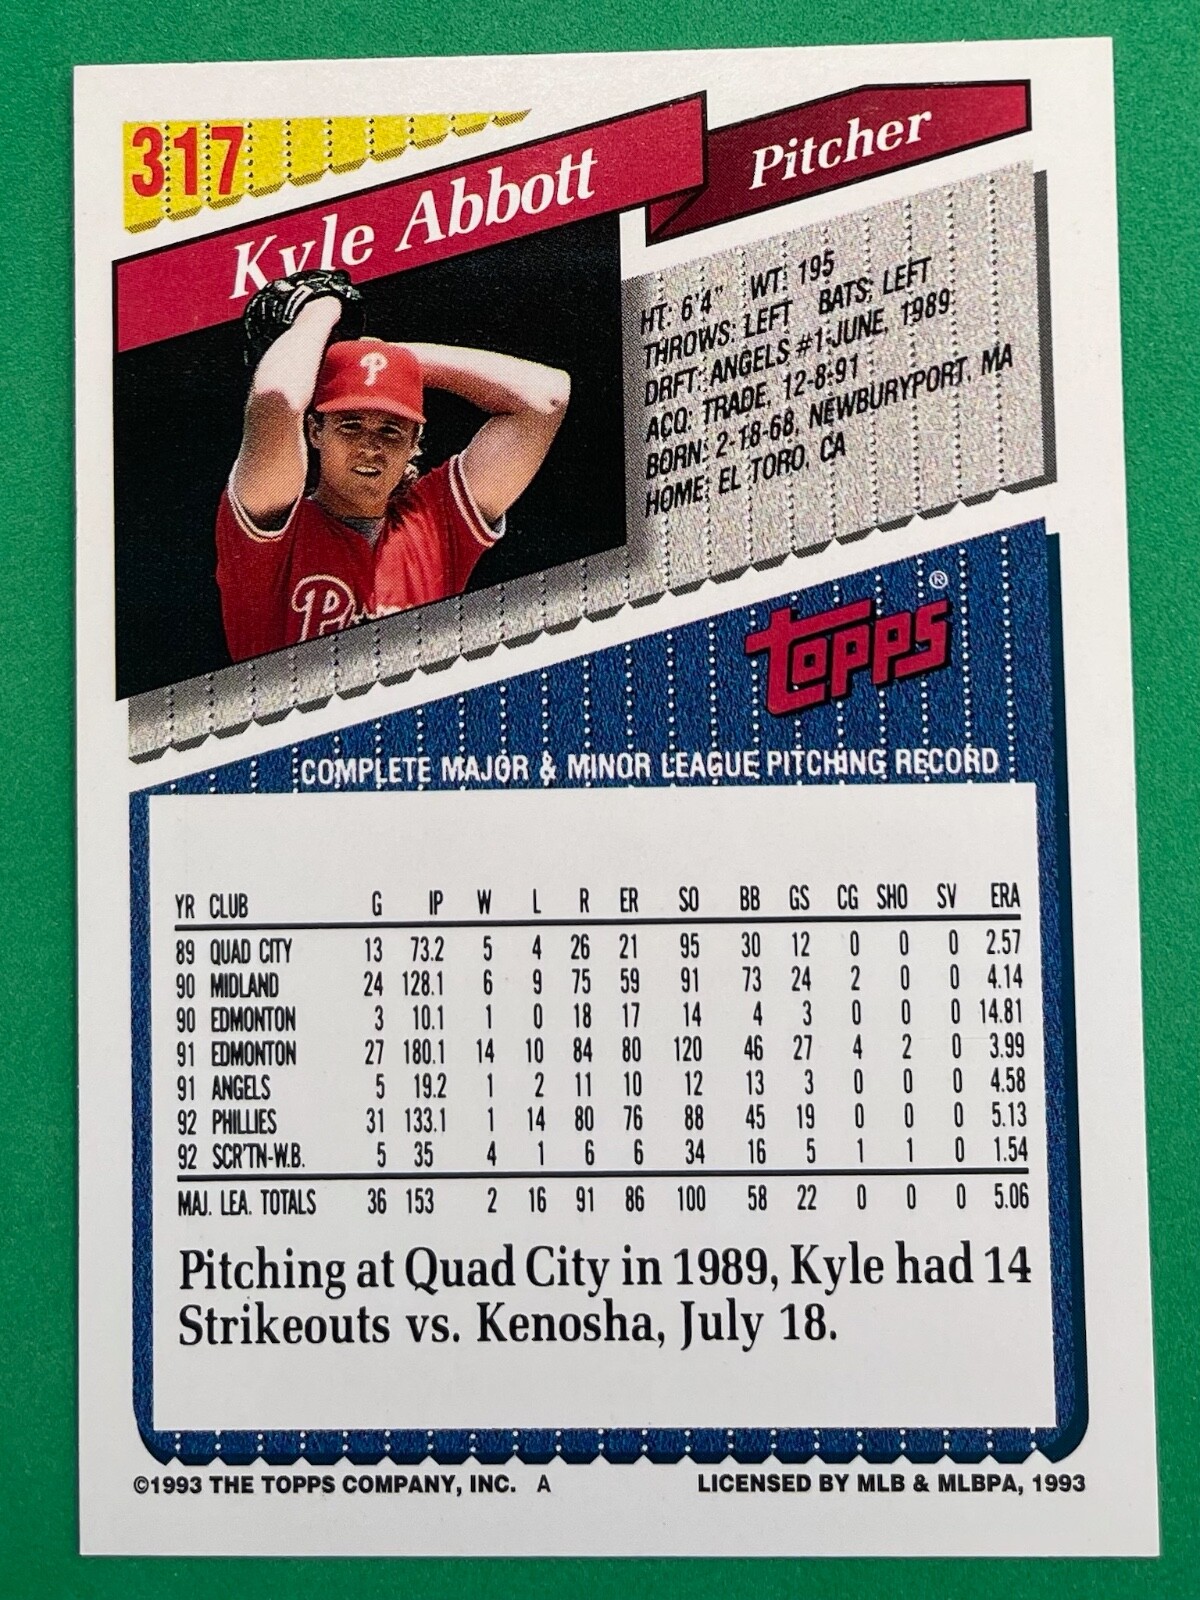 317
Kyle Abbott
Pitcher
HT: 6'4" WT: 195
THROWS: LEFT BATS: LEFT
DRFT: ANGELS #1-JUNE, 1989
ACQ: TRADE, 12-8-91
BORN: 2-18-68, NEWBURYPORT, MA
HOME: EL TORO, CA
P
P
Topps ®
COMPLETE MAJOR & MINOR LEAGUE PITCHING RECORD
YR CLUB G IP W L R ER SO BB GS CG SHO SV ERA
89 QUAD CITY 13 73.2 5 4 26 21 95 30 12 0 0 0 2.57
90 MIDLAND 24 128.1 6 9 75 59 91 73 24 2 0 0 4.14
90 EDMONTON 3 10.1 1 0 18 17 14 4 3 0 0 0 14.81
91 EDMONTON 27 180.1 14 10 84 80 120 46 27 4 2 0 3.99
91 ANGELS 5 19.2 1 2 11 10 12 13 3 0 0 0 4.58
92 PHILLIES 31 133.1 1 14 80 76 88 45 19 0 0 0 5.13
92 SCR'TN-W.B. 5 35 4 1 6 6 34 16 5 1 1 0 1.54
MAJ. LEA. TOTALS 36 153 2 16 91 86 100 58 22 0 0 0 5.06
Pitching at Quad City in 1989, Kyle had 14
Strikeouts vs. Kenosha, July 18.
©1993 THE TOPPS COMPANY, INC. A
LICENSED BY MLB & MLBPA, 1993